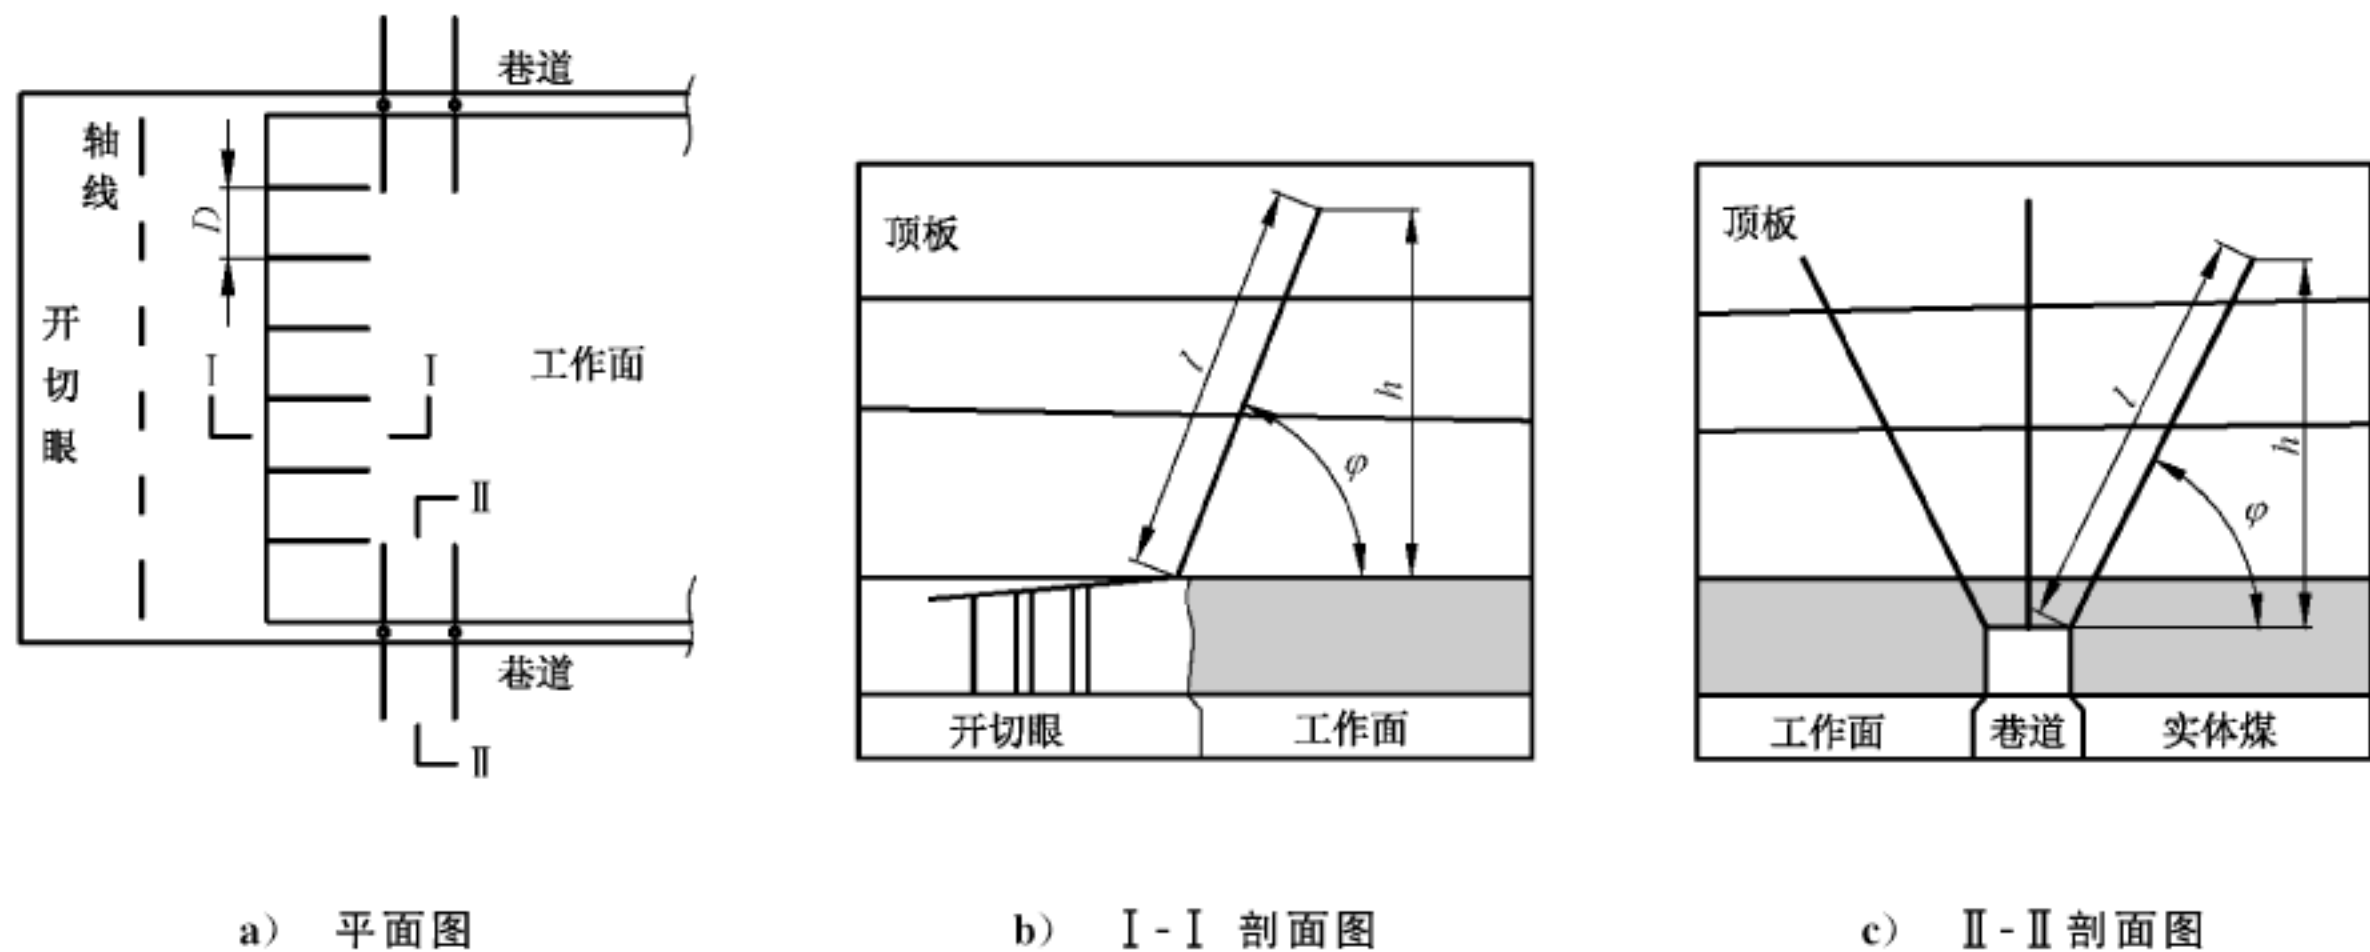 巷道
轴线
D
开切眼
I
I
工作面
II
II
巷道
a) 平面图
顶板
l
h
φ
开切眼
工作面
b) I-I 剖面图
顶板
l
h
φ
工作面
巷道
实体煤
c) II-II 剖面图